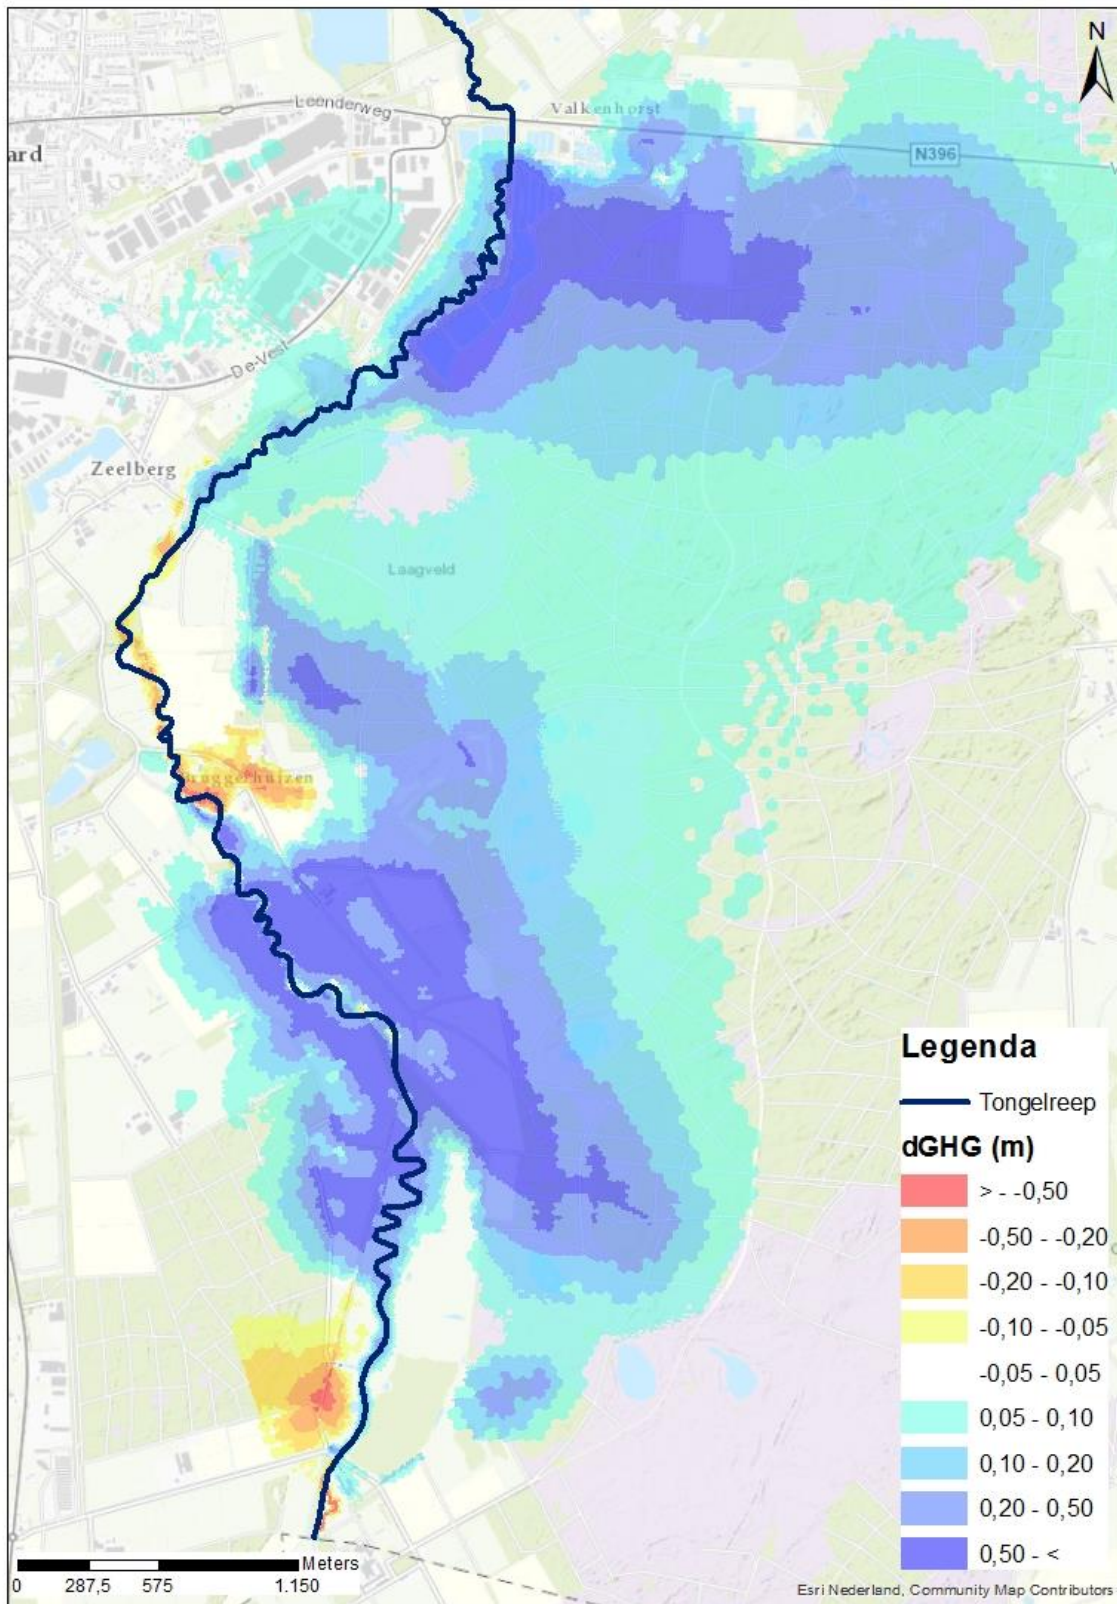 N
Leenderweg
Valkenhorst
ard
N396
De Vest
Zeelberg
Laagveld
Bruggerhuizen
Legenda
Tongelreep
dGHG (m)
> - -0,50
-0,50 - -0,20
-0,20 - -0,10
-0,10 - -0,05
-0,05 - 0,05
0,05 - 0,10
0,10 - 0,20
0,20 - 0,50
0,50 - <
Meters
0 287,5 575 1.150
Esri Nederland, Community Map Contributors